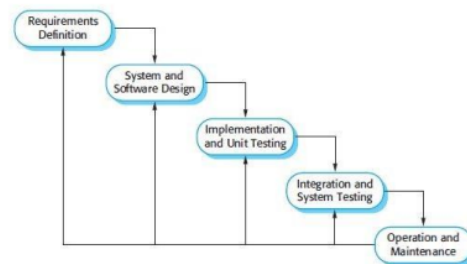 Requirements
Definition
System and
Software Design
Implementation
and Unit Testing
Integration and
System Testing
Operation and
Maintenance